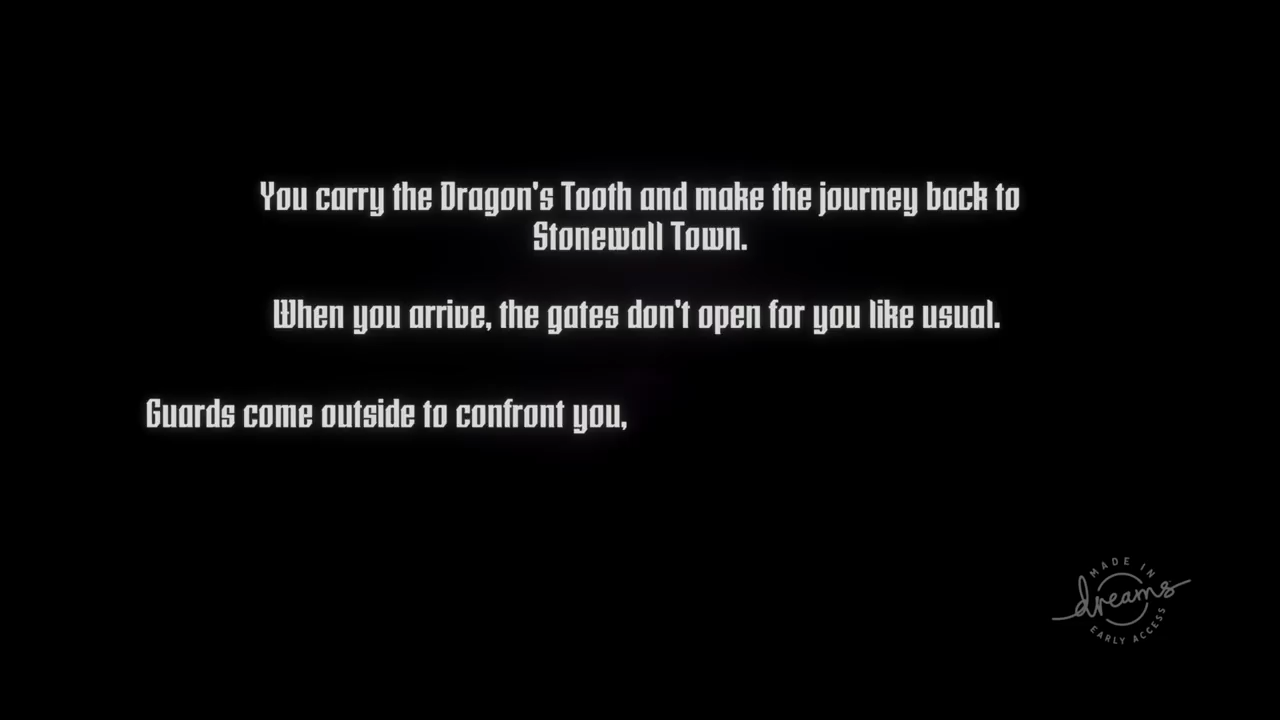 You carry the Dragon's Tooth and make the journey back to
Stonewall Town.
When you arrive, the gates don't open for you like usual.
Guards come outside to confront you,
MADE IN
dreams
EARLY ACCESS